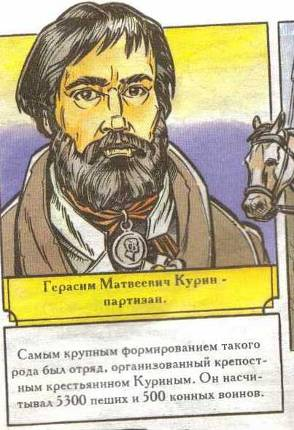 Герасим Матвеевич Курин -
партизан.
Самым крупным формированием такого
рода был отряд, организованный крепост-
ным крестьянином Куриным. Он насчи-
тывал 5300 пеших и 500 конных воинов.